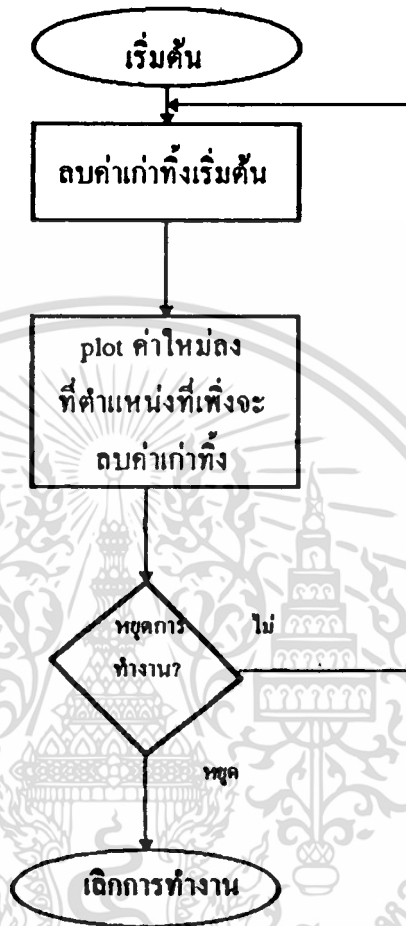 เริ่มต้น
ลบค่าเก่าทิ้งเริ่มต้น
plot ค่าใหม่ลง
ที่ตำแหน่งที่เพิ่งจะ
ลบค่าเก่าทิ้ง
หยุดการ
ทำงาน?
ไม่
หยุด
เลิกการทำงาน